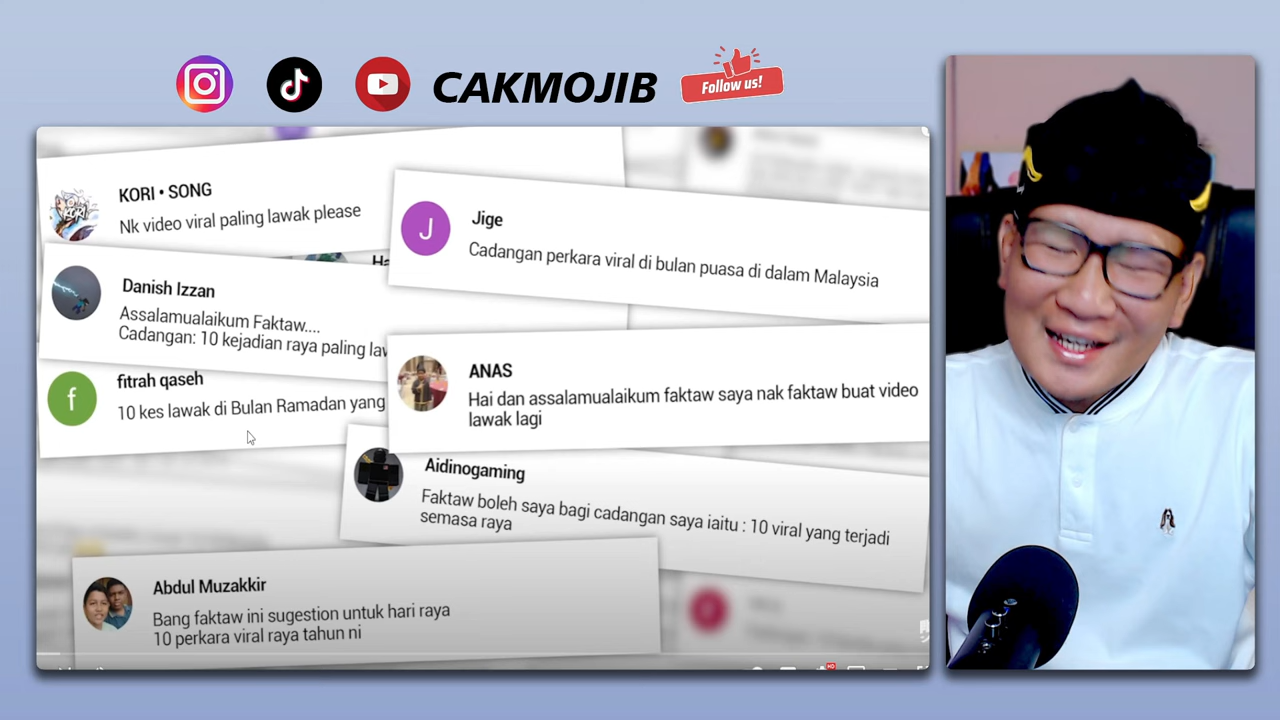 CAKMOJIB
Follow us!
KORI • SONG
Nk video viral paling lawak please
Jige
Cadangan perkara viral di bulan puasa di dalam Malaysia
Danish Izzan
Assalamualaikum Faktaw....
Cadangan: 10 kejadian raya paling
fitrah qaseh
10 kes lawak di Bulan Ramadan yang
ANAS
Hai dan assalamualaikum faktaw saya nak faktaw buat video
lawak lagi
Aidinogaming
Faktaw boleh saya bagi cadangan saya iaitu : 10 viral yang terjadi
semasa raya
Abdul Muzakkir
Bang faktaw ini sugestion untuk hari raya
10 perkara viral raya tahun ni